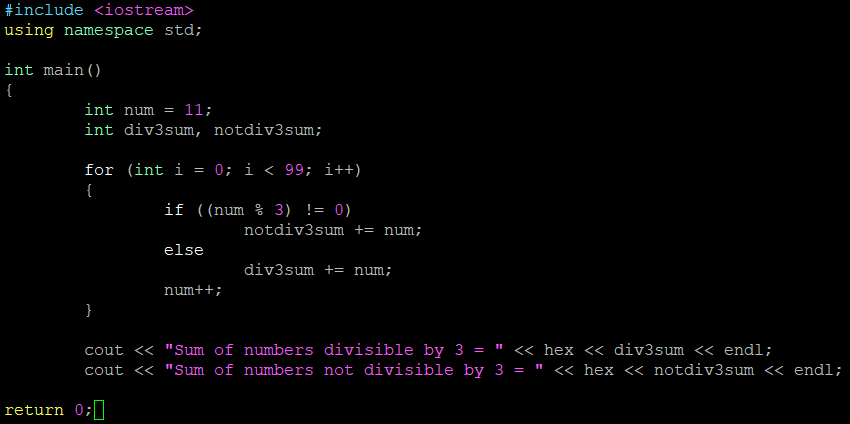 #include <iostream>
using namespace std;
int main()
{
int num = 11;
int div3sum, notdiv3sum;
for (int i = 0; i < 99; i++)
{
if ((num % 3) != 0)
notdiv3sum += num;
else
div3sum += num;
num++;
}
cout << "Sum of numbers divisible by 3 = " << hex << div3sum << endl;
cout << "Sum of numbers not divisible by 3 = " << hex << notdiv3sum << endl;
return 0;